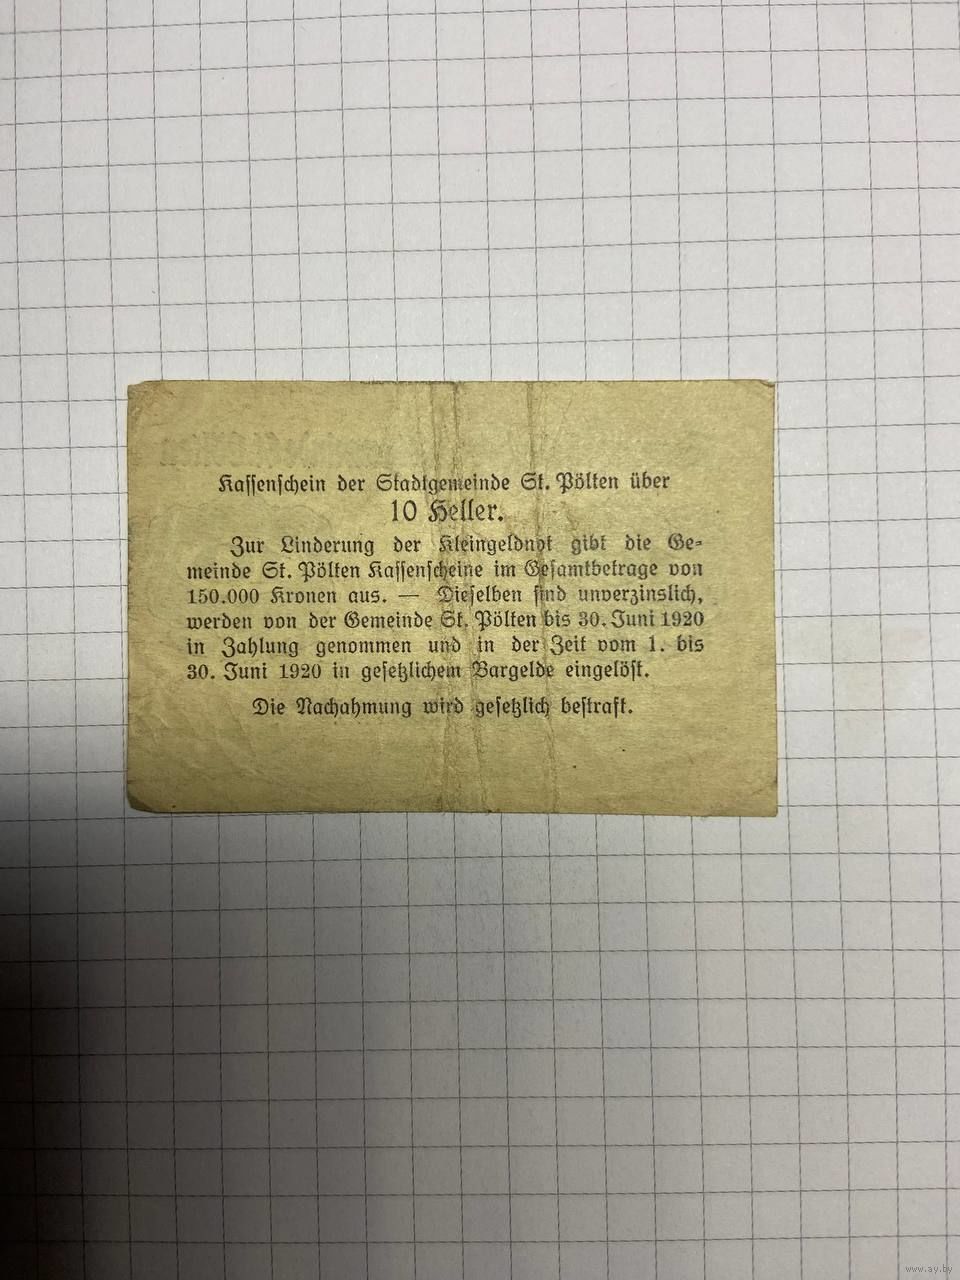 Kassenschein der Stadtgemeinde St. Pölten über
10 Heller.
Zur Linderung der Kleingeldnot gibt die Ge-
meinde St. Pölten Kassenscheine im Gesamtbetrage von
150.000 Kronen aus. — Dieselben sind unverzinslich,
werden von der Gemeinde St. Pölten bis 30. Juni 1920
in Zahlung genommen und in der Zeit vom 1. bis
30. Juni 1920 in gesetzlichem Bargelde eingelöst.
Die Nachahmung wird gesetzlich bestraft.
www.ay.by